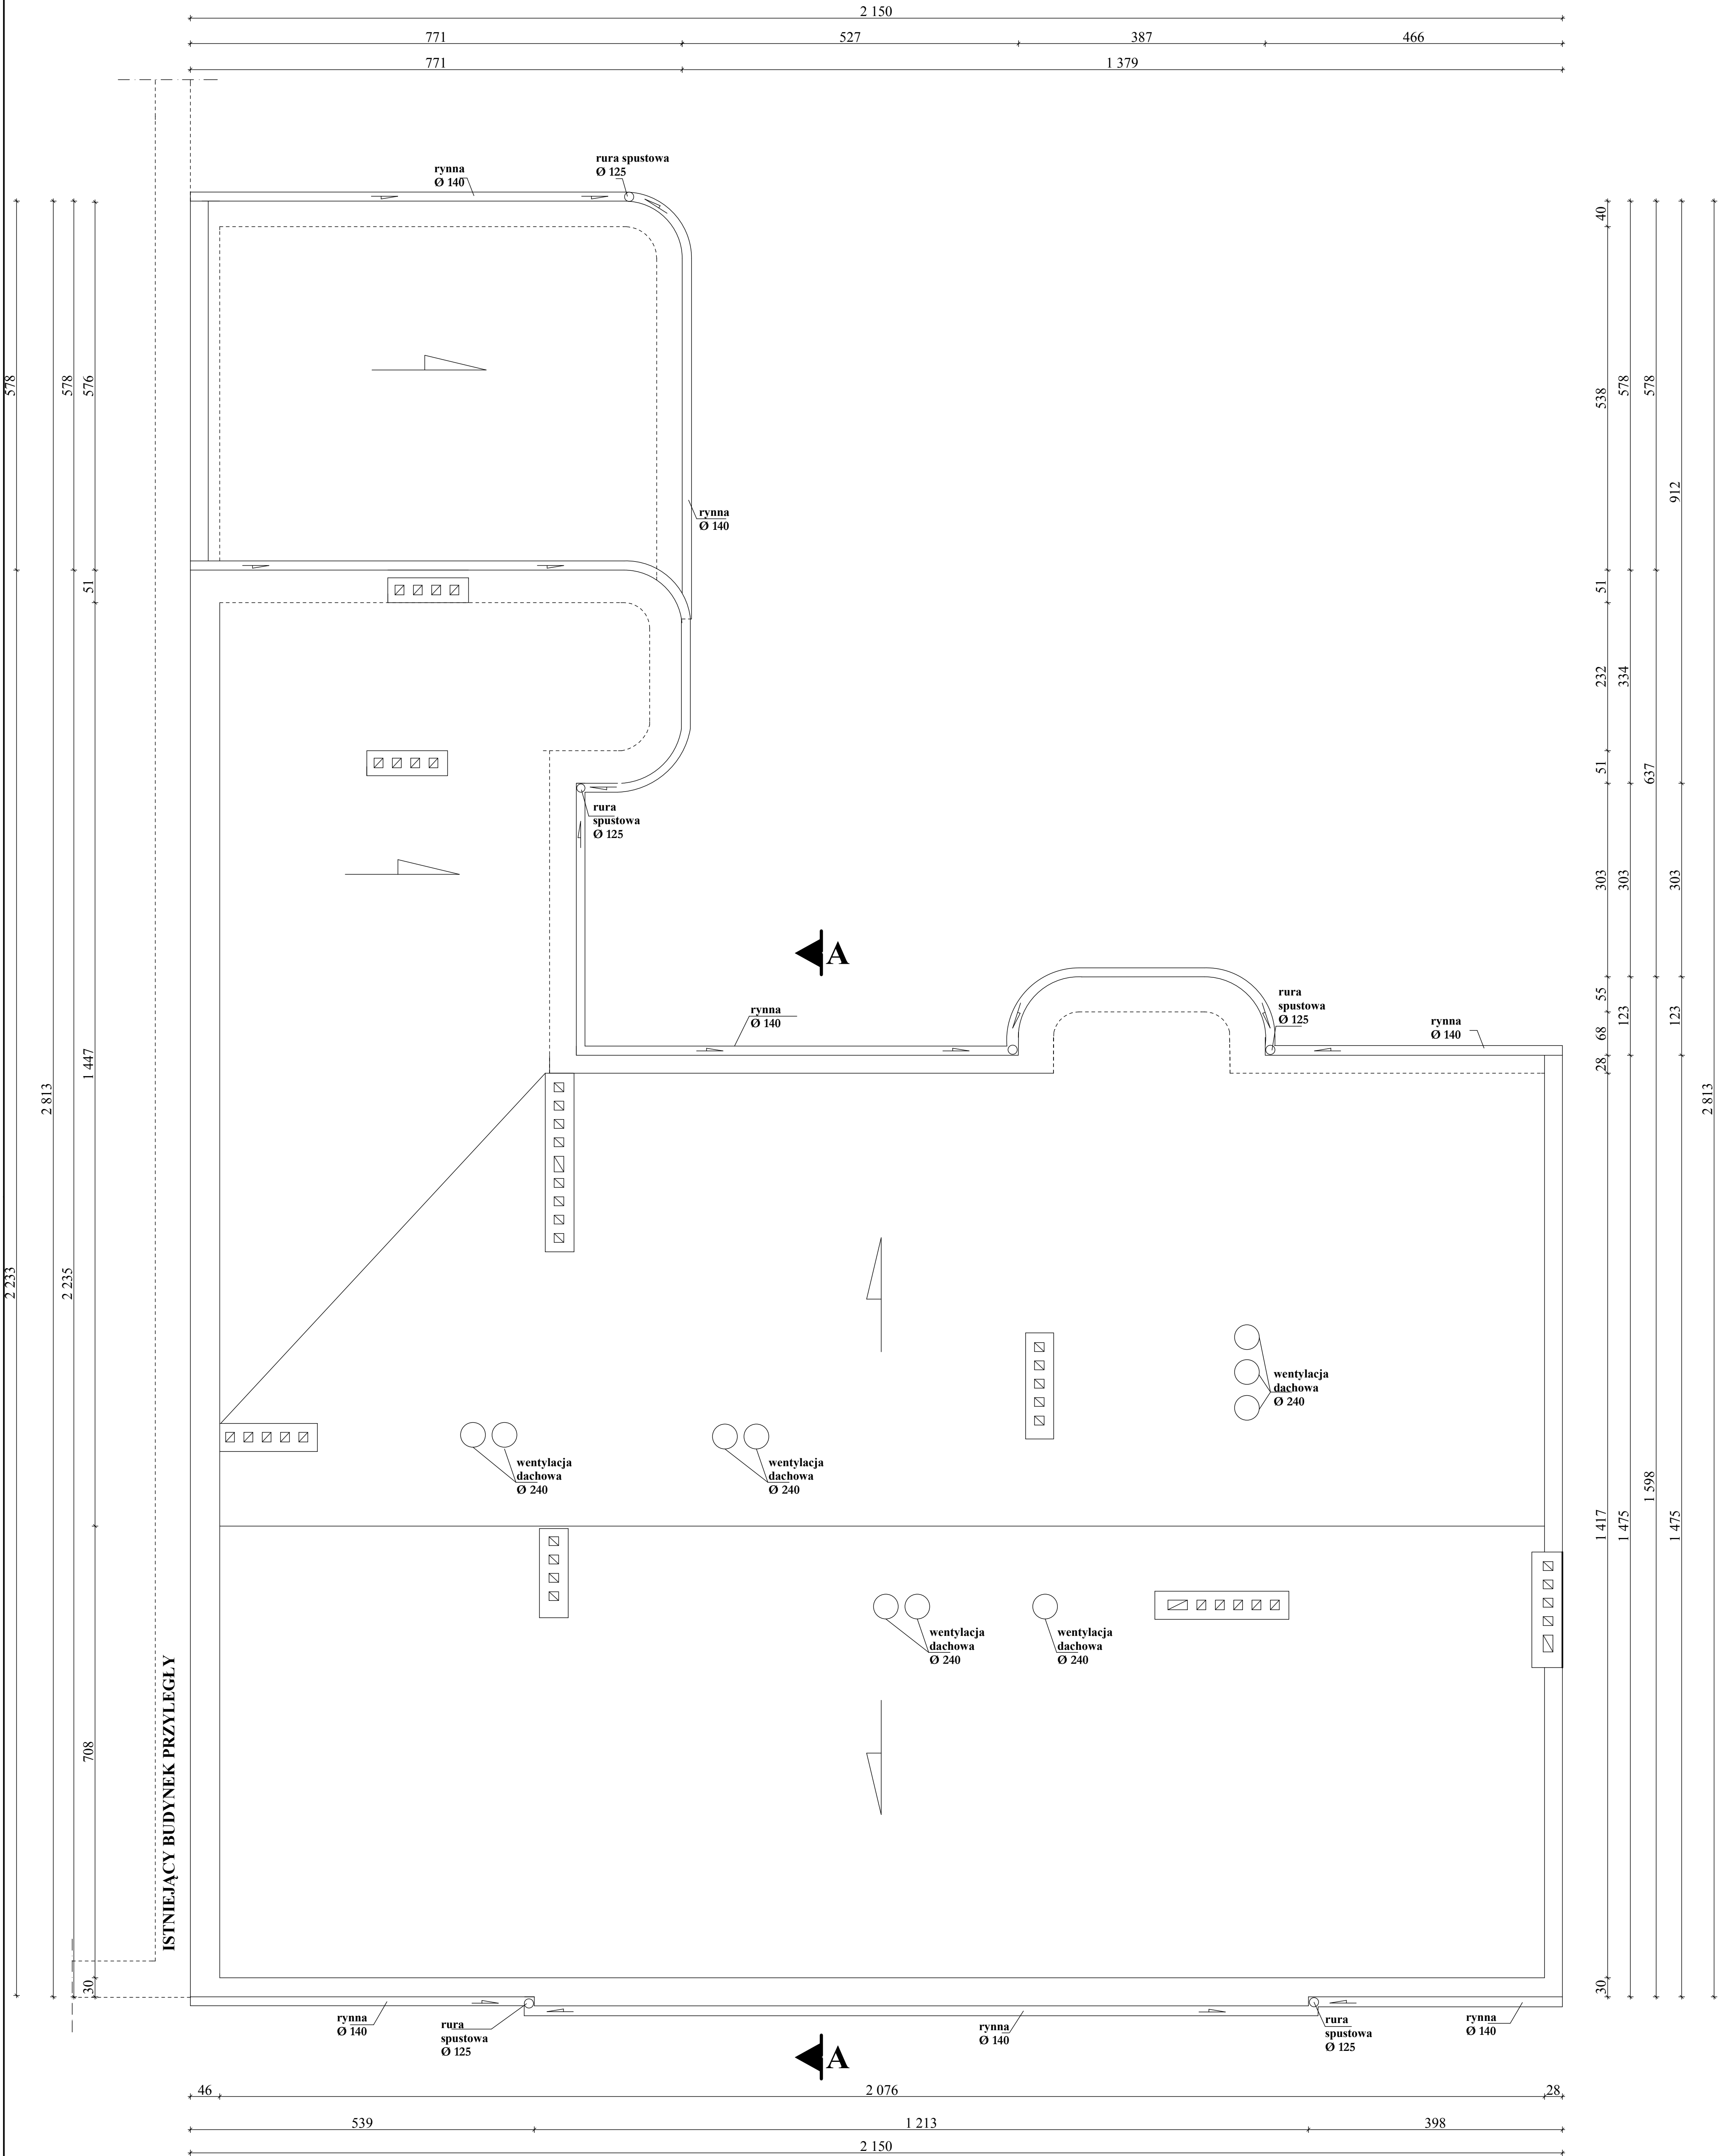 2 150
771
527
387
466
771
1 379
rynna
Ø 140
rura spustowa
Ø 125
40
578
578
576
538
578
578
912
rynna
Ø 140
51
51
232
334
637
51
rura
spustowa
Ø 125
303
303
303
A
rura
spustowa
Ø 125
rynna
Ø 140
rynna
Ø 140
55
123
123
68
28
1 447
2 813
2 813
2 233
2 235
wentylacja
dachowa
Ø 240
wentylacja
dachowa
Ø 240
wentylacja
dachowa
Ø 240
1 598
1 417
1 475
1 475
wentylacja
dachowa
Ø 240
wentylacja
dachowa
Ø 240
708
ISTNIEJĄCY BUDYNEK PRZYLEGŁY
30
30
rynna
Ø 140
rura
spustowa
Ø 125
rynna
Ø 140
rura
spustowa
Ø 125
rynna
Ø 140
A
46
2 076
28
539
1 213
398
2 150